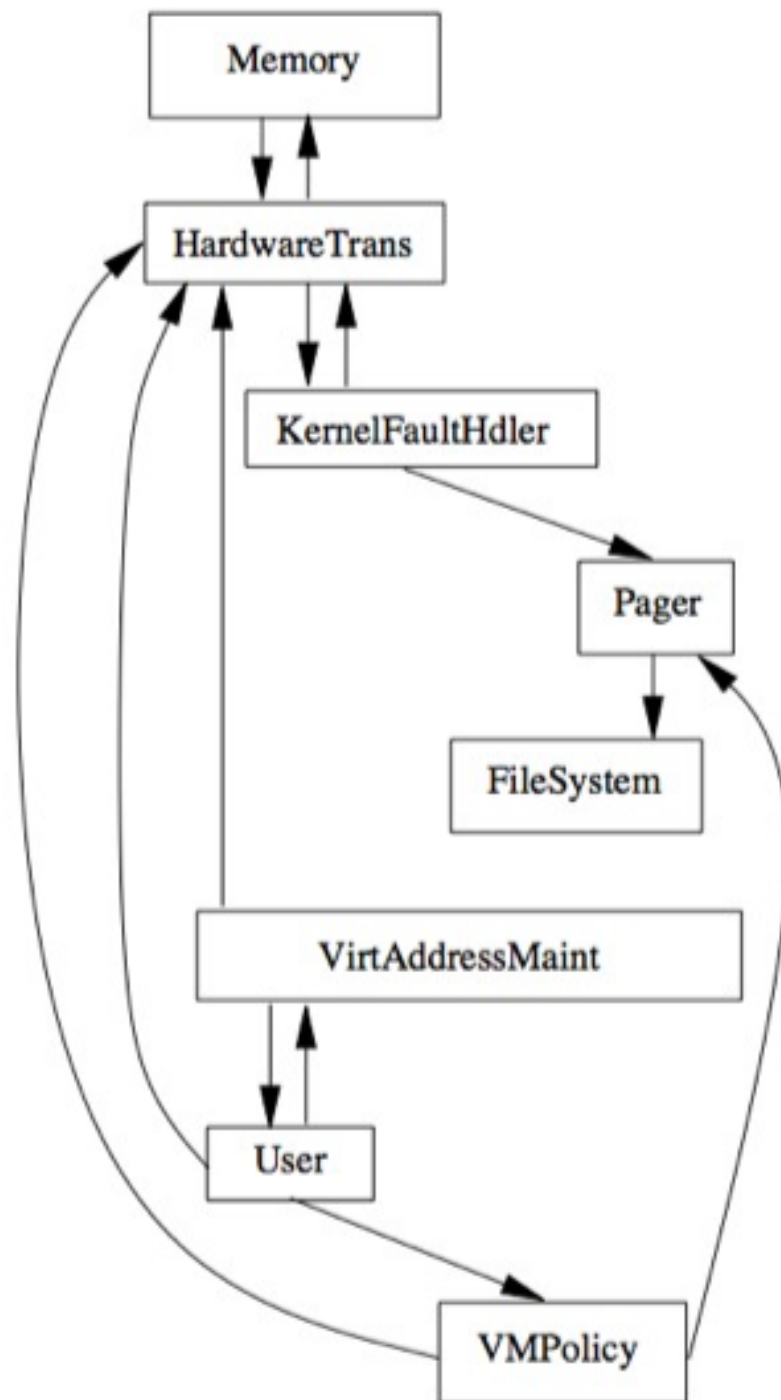 Memory
HardwareTrans
KernelFaultHdler
Pager
FileSystem
VirtAddressMaint
User
VMPolicy